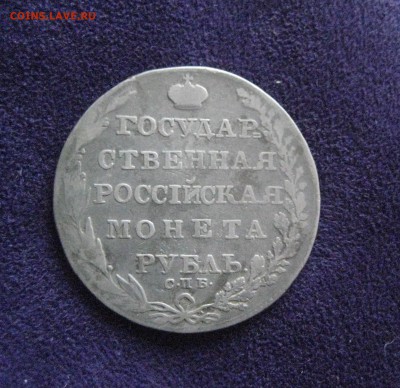 COINS.LAVE.RU
ГОСУДАР
СТВЕННАЯ
РОССІЙСКАЯ
МОНЕТА
РУБЛЬ.
С·П·Б·